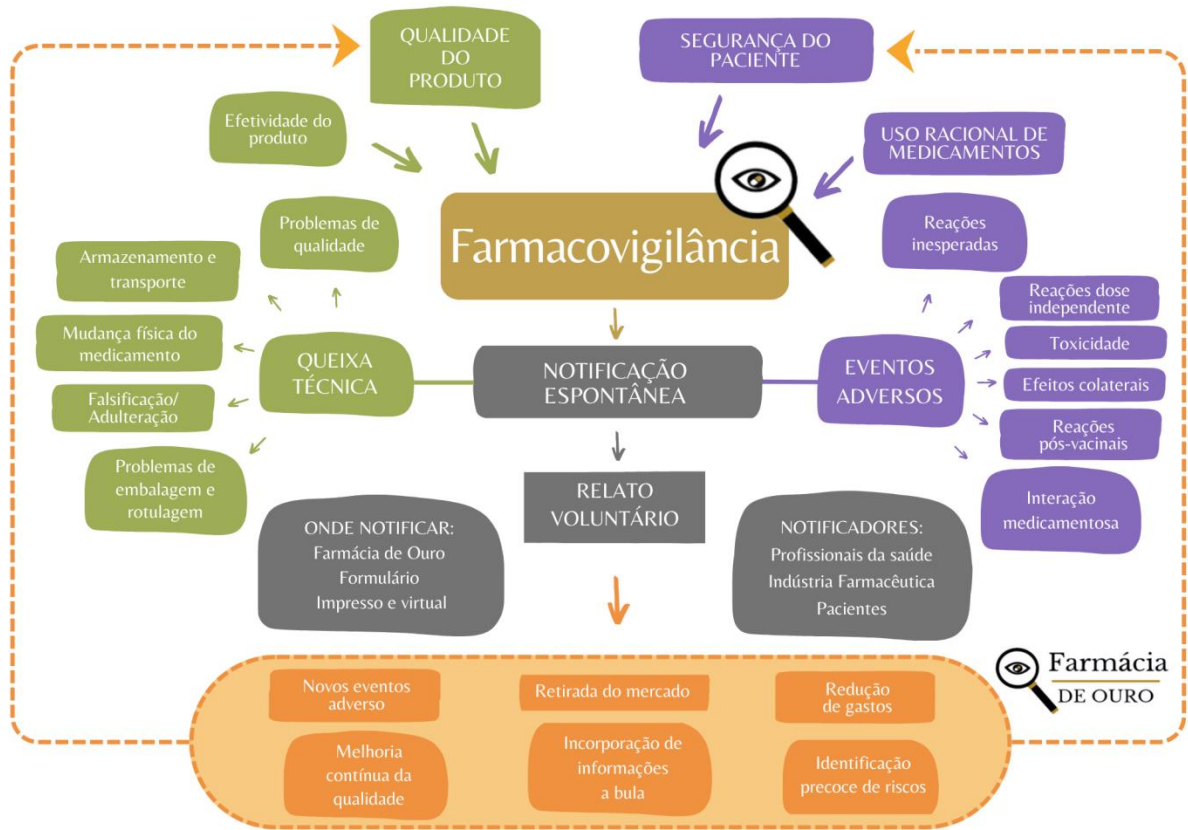 QUALIDADE
DO
PRODUTO
SEGURANÇA DO
PACIENTE
Efetividade do
produto
USO RACIONAL DE
MEDICAMENTOS
Farmacovigilância
Problemas de
qualidade
Armazenamento e
transporte
Mudança física do
medicamento
Falsificação/
Adulteração
Problemas de
embalagem e
rotulagem
QUEIXA
TÉCNICA
NOTIFICAÇÃO
ESPONTÂNEA
EVENTOS
ADVERSOS
Reações
inesperadas
Reações dose
independente
Toxicidade
Efeitos colaterais
Reações
pós-vacinais
Interação
medicamentosa
RELATO
VOLUNTÁRIO
ONDE NOTIFICAR:
Farmácia de Ouro
Formulário
Impresso e virtual
NOTIFICADORES:
Profissionais da saúde
Indústria Farmacêutica
Pacientes
Novos eventos
adverso
Retirada do mercado
Redução
de gastos
Melhoria
contínua da
qualidade
Incorporação de
informações
a bula
Identificação
precoce de riscos
Farmácia
DE OURO